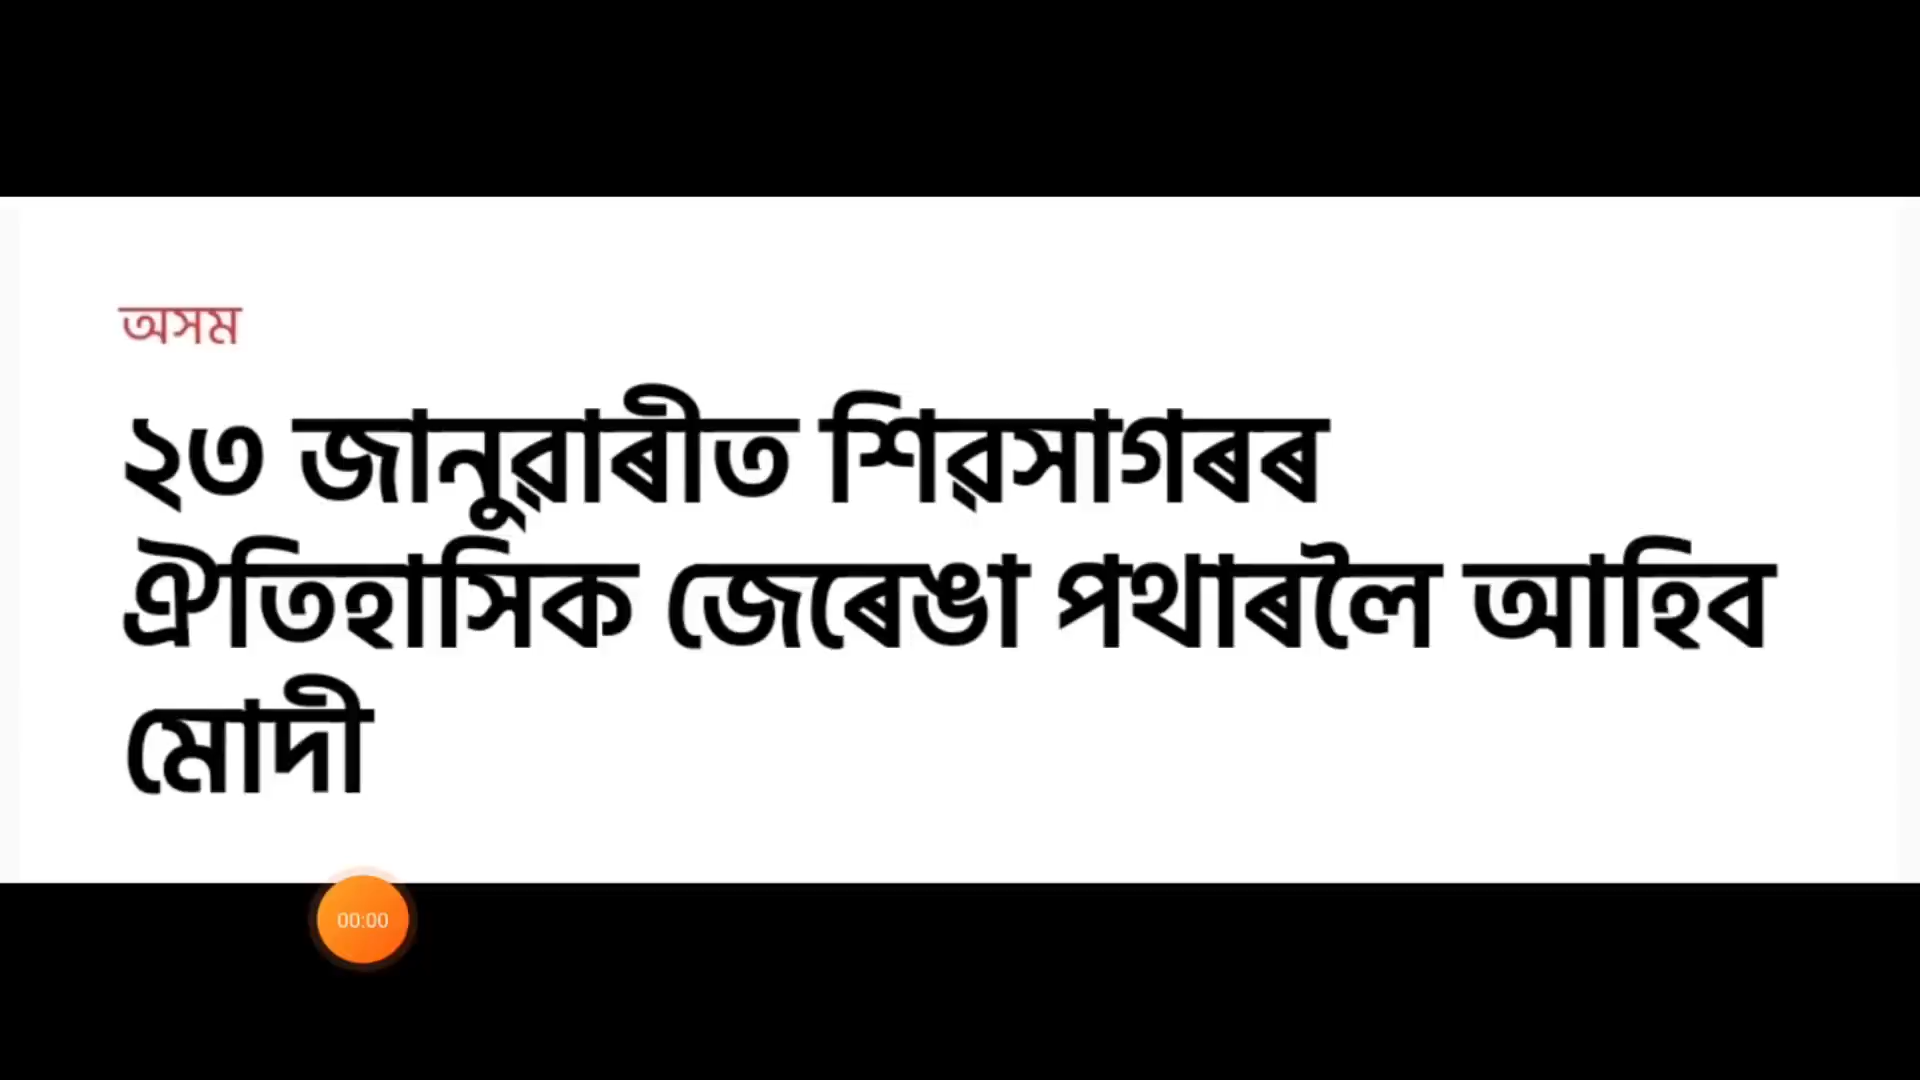 অসম
২৩ জানুৱাৰীত শিৱসাগৰৰ
ঐতিহাসিক জেৰেঙা পথাৰলৈ আহিব
মোদী
00:00